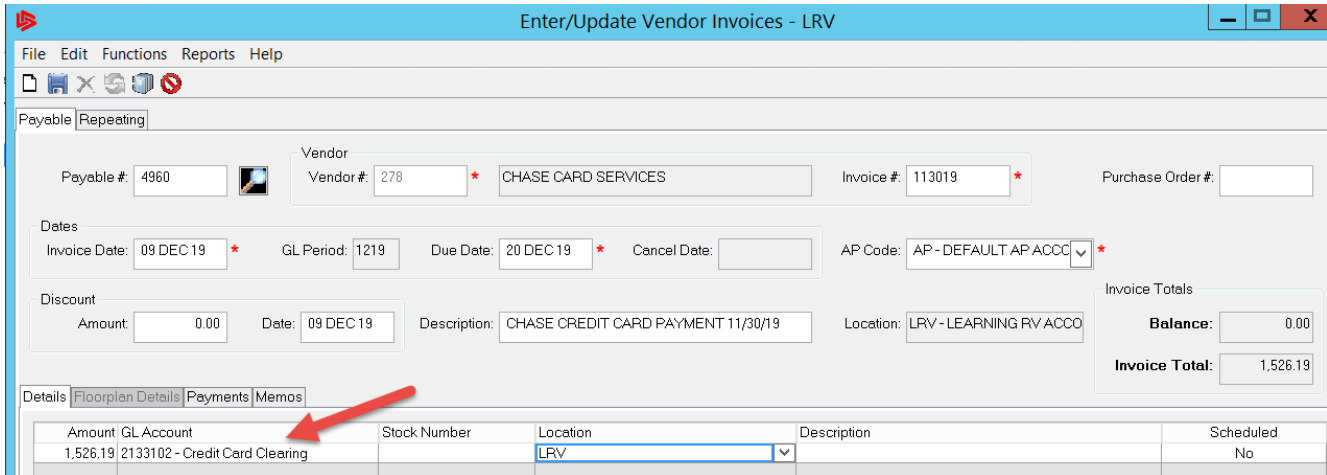 Enter/Update Vendor Invoices - LRV
File Edit Functions Reports Help
Payable Repeating
Vendor
Payable #: 4960 Vendor #: 278 * CHASE CARD SERVICES Invoice #: 113019 * Purchase Order #:
Dates
Invoice Date: 09 DEC 19 * GL Period: 1219 Due Date: 20 DEC 19 * Cancel Date: AP Code: AP - DEFAULT AP ACCC *
Invoice Totals
Discount
Amount: 0.00 Date: 09 DEC 19 Description: CHASE CREDIT CARD PAYMENT 11/30/19 Location: LRV - LEARNING RV ACCO Balance: 0.00
Invoice Total: 1,526.19
Details Floorplan Details Payments Memos
Amount GL Account Stock Number Location Description Scheduled
1,526.19 2133102 - Credit Card Clearing LRV No